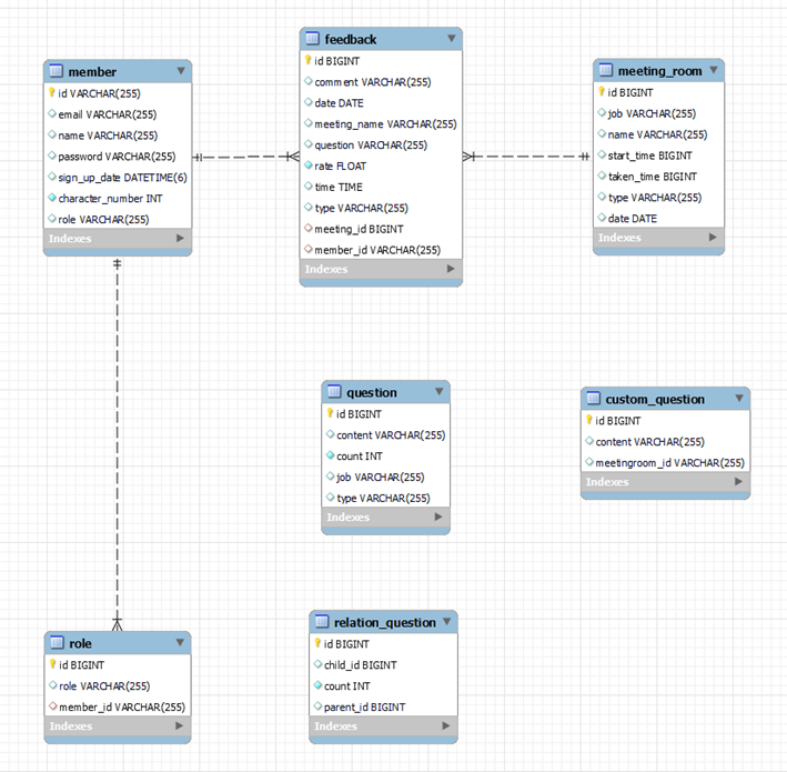 member
id VARCHAR(255)
email VARCHAR(255)
name VARCHAR(255)
password VARCHAR(255)
sign_up_date DATETIME(6)
character_number INT
role VARCHAR(255)
Indexes
feedback
id BIGINT
comment VARCHAR(255)
date DATE
meeting_name VARCHAR(255)
question VARCHAR(255)
rate FLOAT
time TIME
type VARCHAR(255)
meeting_id BIGINT
member_id VARCHAR(255)
Indexes
meeting_room
id BIGINT
job VARCHAR(255)
name VARCHAR(255)
start_time BIGINT
taken_time BIGINT
type VARCHAR(255)
date DATE
Indexes
question
id BIGINT
content VARCHAR(255)
count INT
job VARCHAR(255)
type VARCHAR(255)
Indexes
custom_question
id BIGINT
content VARCHAR(255)
meetingroom_id VARCHAR(255)
Indexes
role
id BIGINT
role VARCHAR(255)
member_id VARCHAR(255)
Indexes
relation_question
id BIGINT
child_id BIGINT
count INT
parent_id BIGINT
Indexes